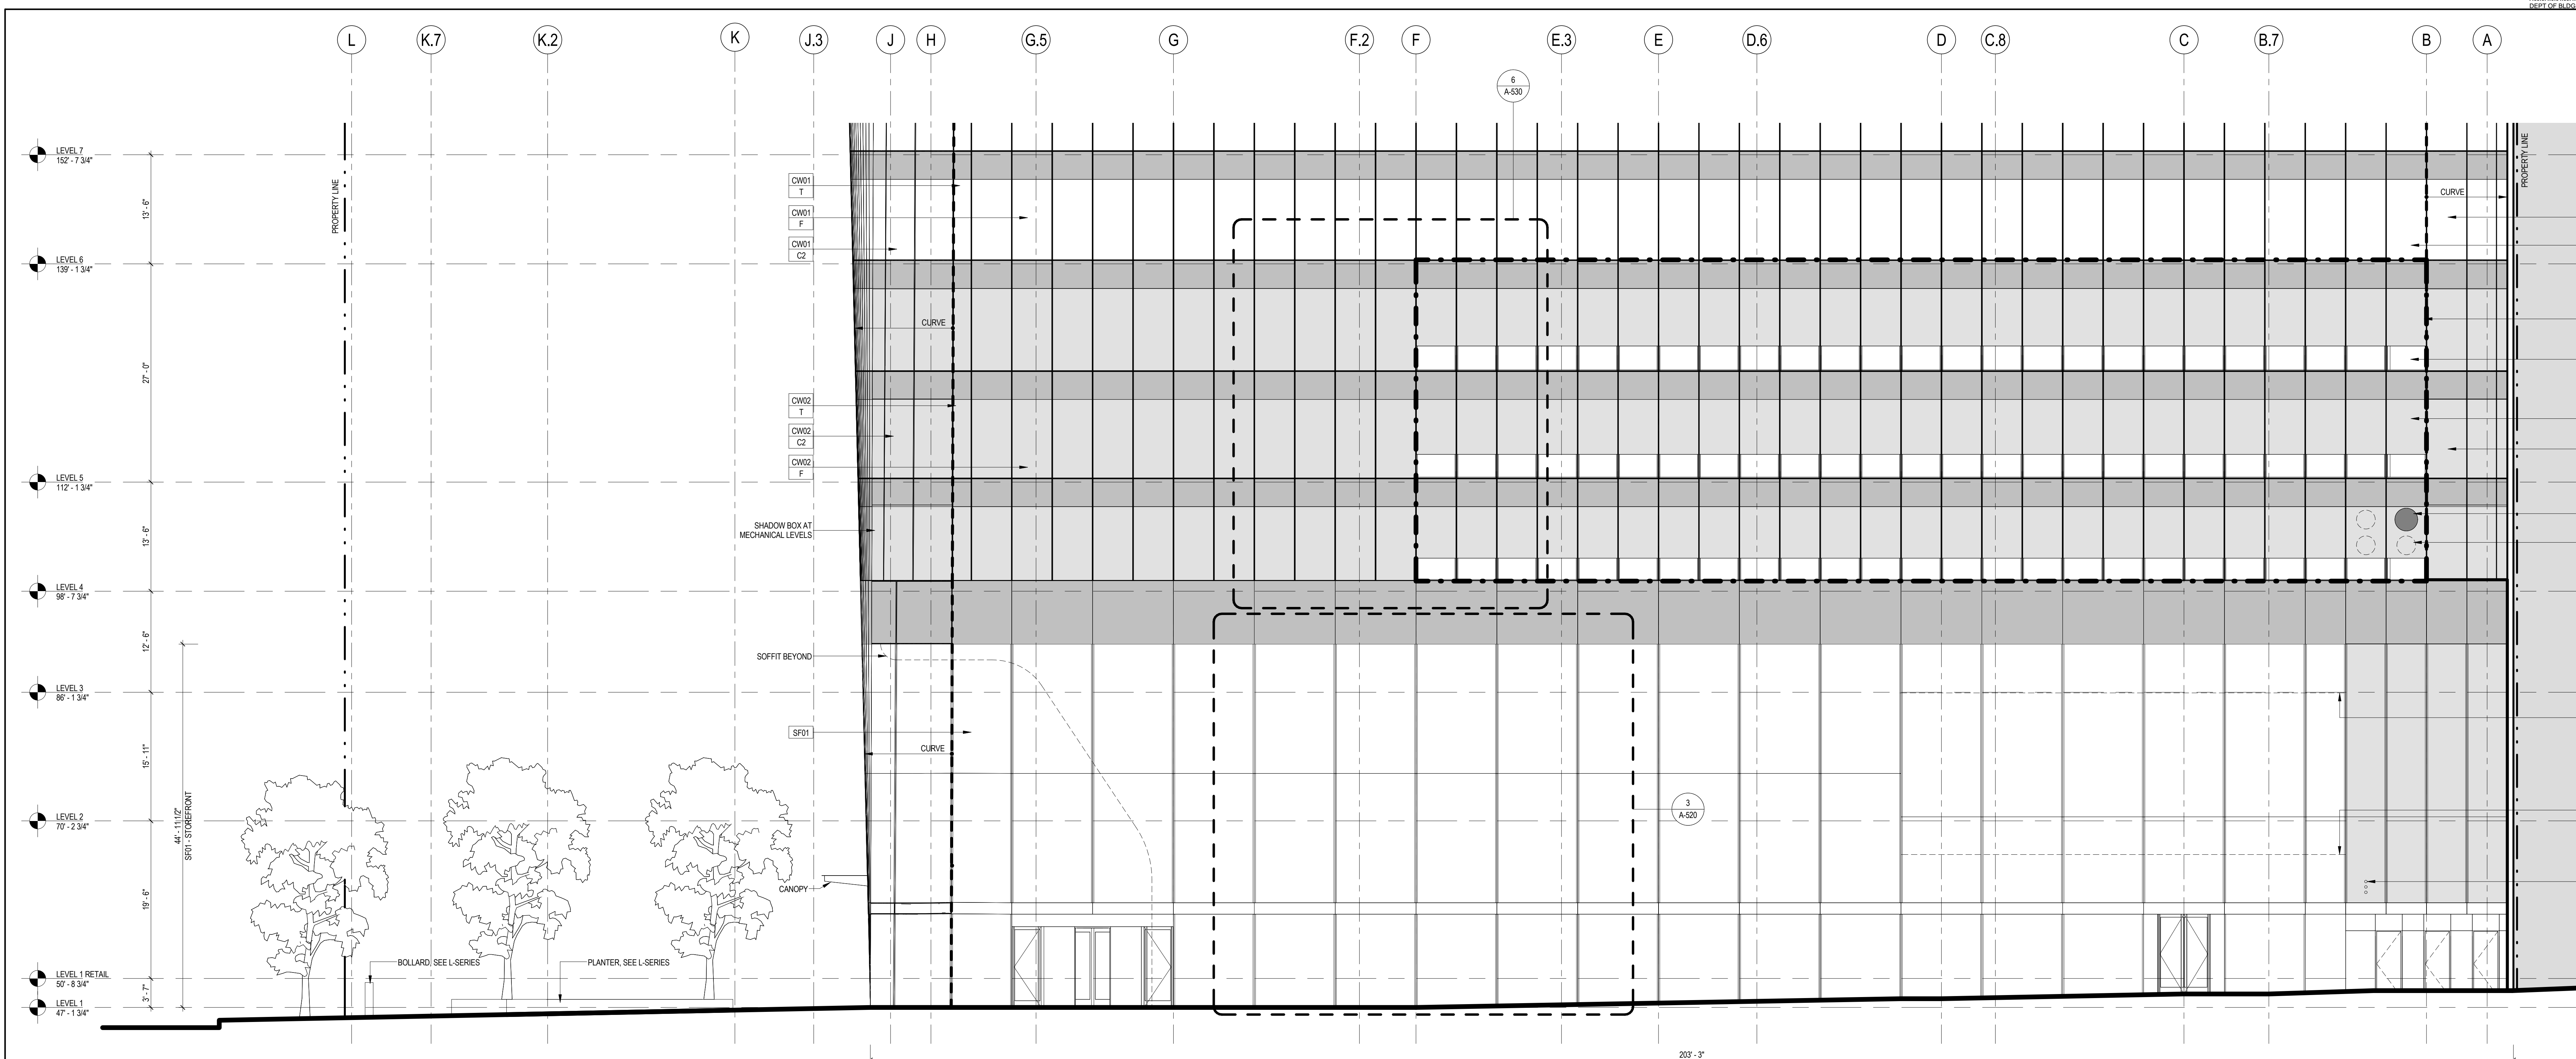 DEPT OF BLDG
L
K.7
K.2
K
J.3
J
H
G.5
G
F.2
F
E.3
E
D.6
D
C.8
C
B.7
B
A
6
A-530
LEVEL 7
152' - 7 3/4"
PROPERTY LINE
PROPERTY LINE
CW01
T
CURVE
13' - 6"
CW01
F
CW01
C2
LEVEL 6
139' - 1 3/4"
CURVE
27' - 0"
CW02
T
CW02
C2
CW02
F
LEVEL 5
112' - 1 3/4"
SHADOW BOX AT
MECHANICAL LEVELS
13' - 6"
LEVEL 4
98' - 7 3/4"
12' - 6"
SOFFIT BEYOND
LEVEL 3
86' - 1 3/4"
SF01
CURVE
15' - 11"
44' - 11 1/2"
SF01 - STOREFRONT
3
A-520
LEVEL 2
70' - 2 3/4"
CANOPY
19' - 6"
BOLLARD, SEE L-SERIES
PLANTER, SEE L-SERIES
LEVEL 1 RETAIL
50' - 8 3/4"
3' - 7"
LEVEL 1
47' - 1 3/4"
203' - 3"